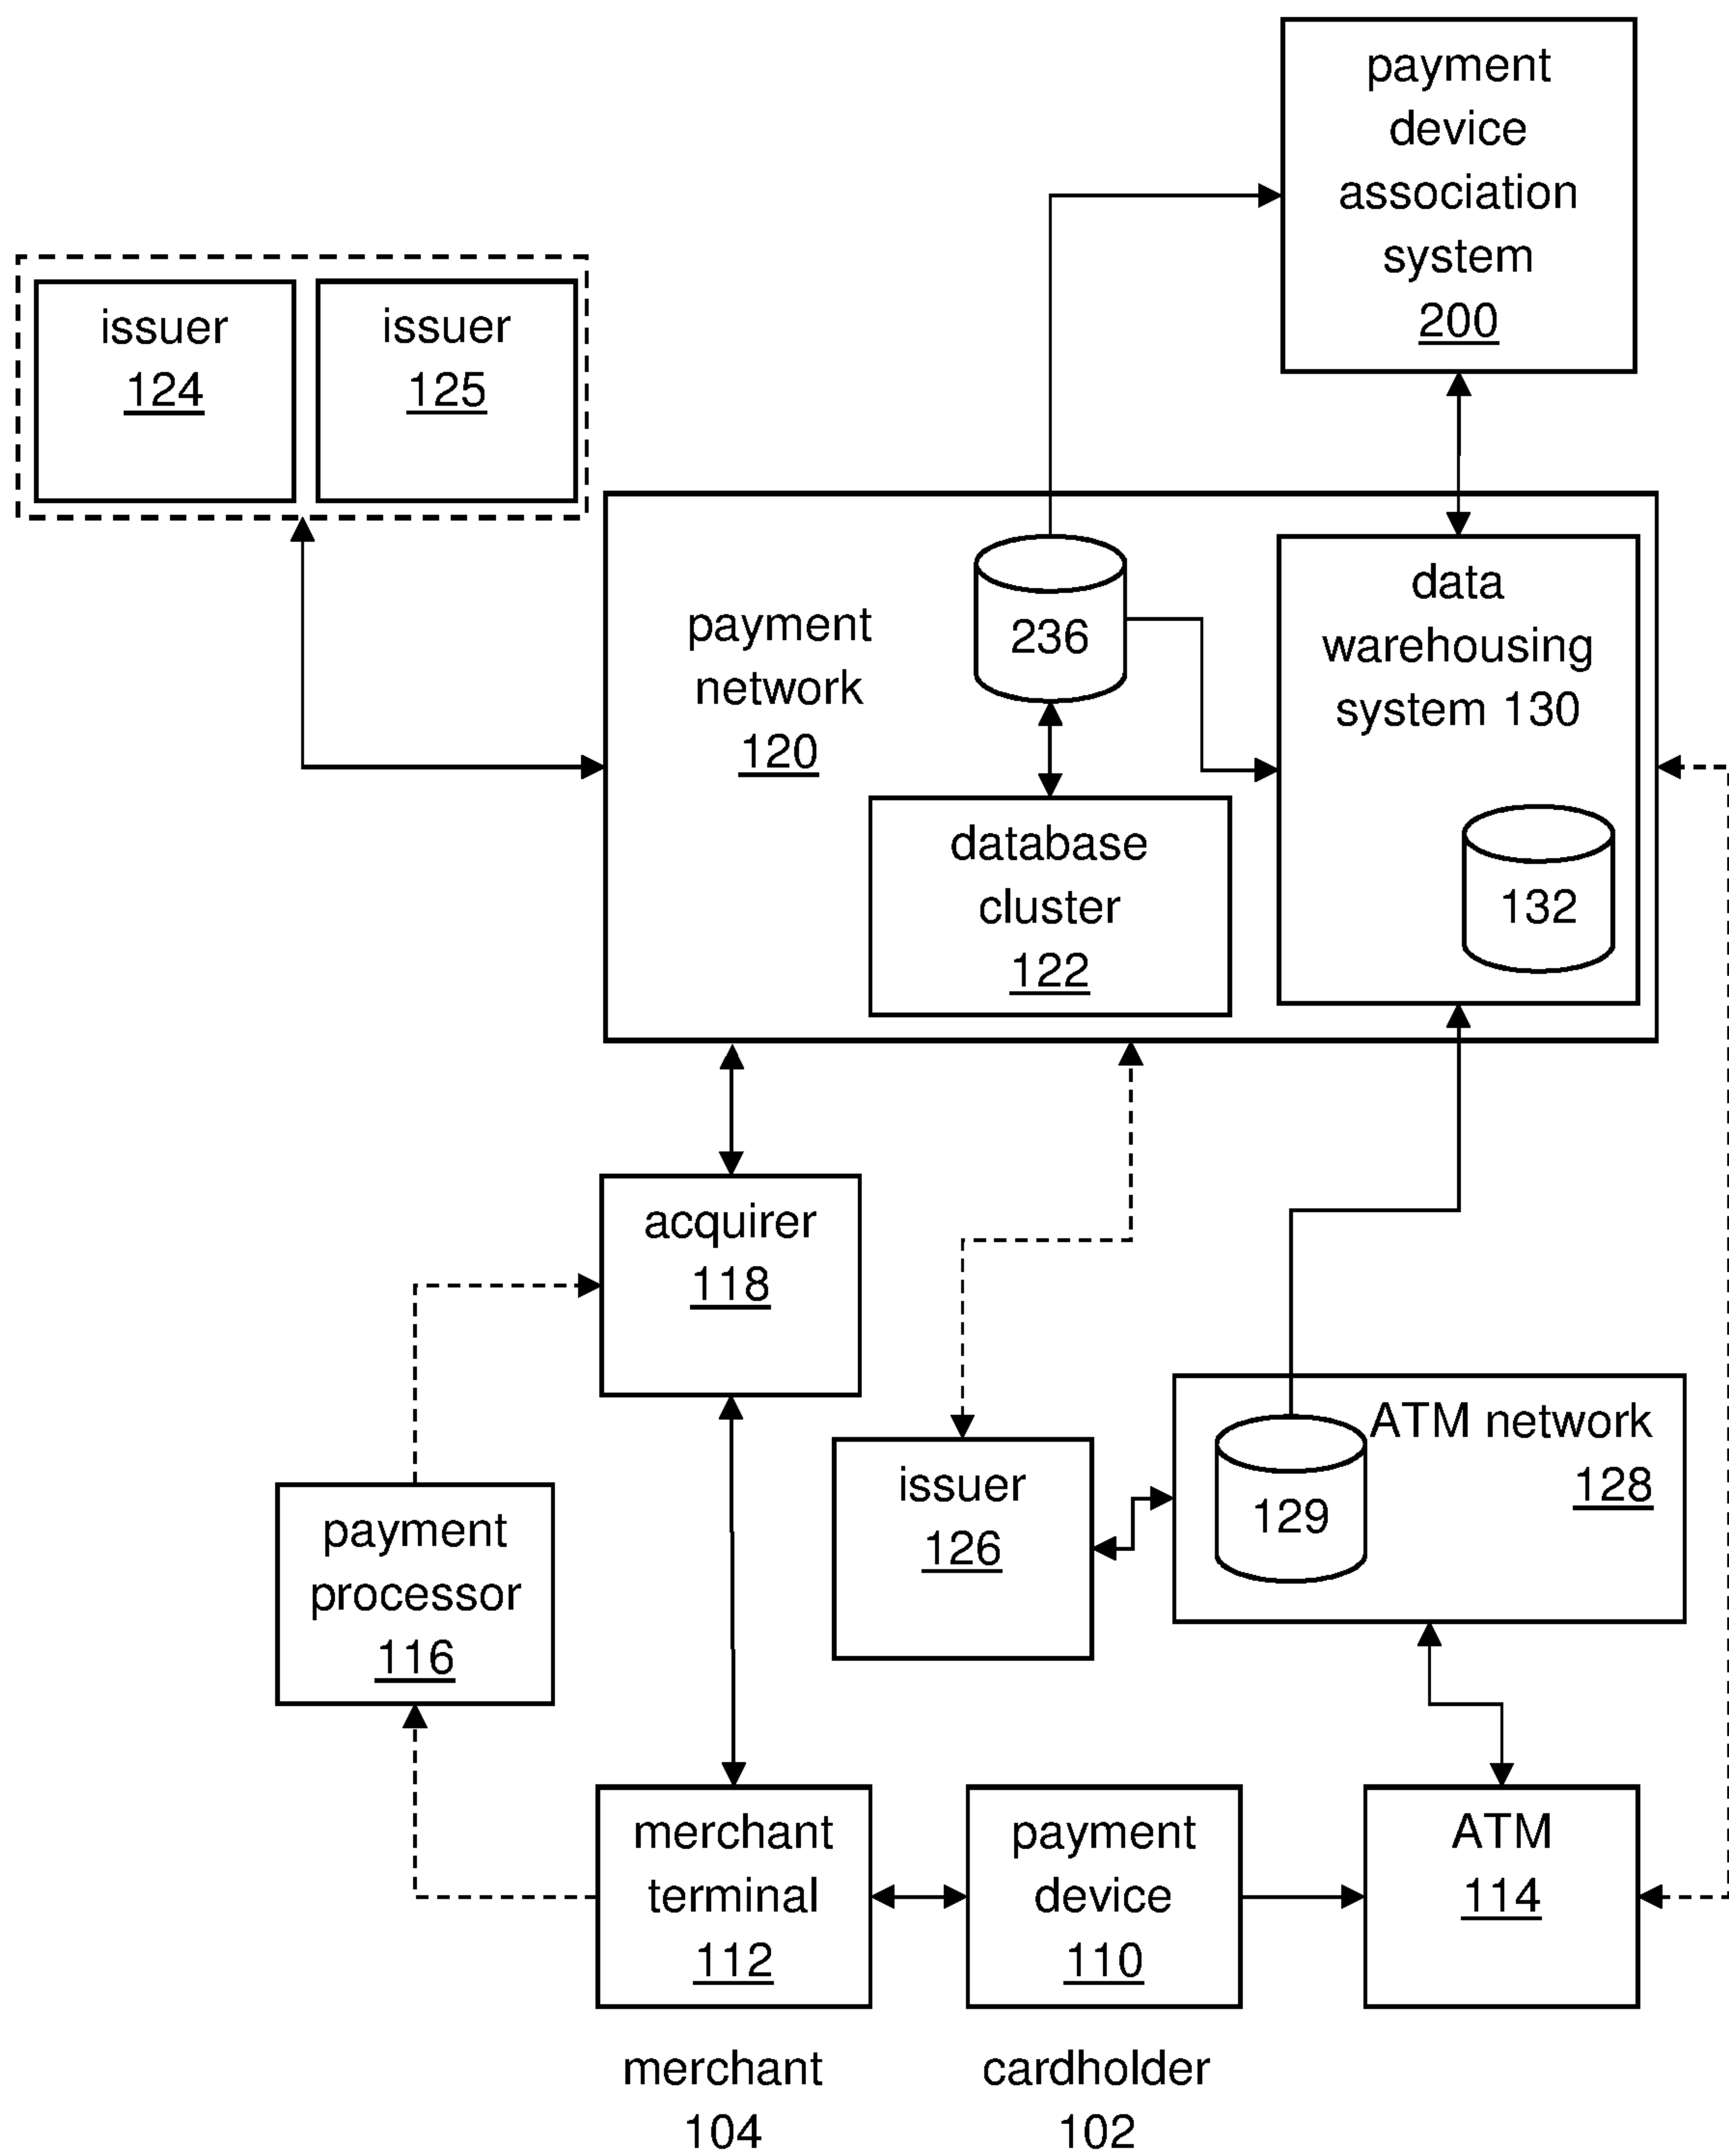 payment
device
association
system
200
issuer
124
issuer
125
payment
network
120
236
data
warehousing
system 130
132
database
cluster
122
acquirer
118
ATM network
128
129
issuer
126
payment
processor
116
merchant
terminal
112
payment
device
110
ATM
114
merchant
104
cardholder
102